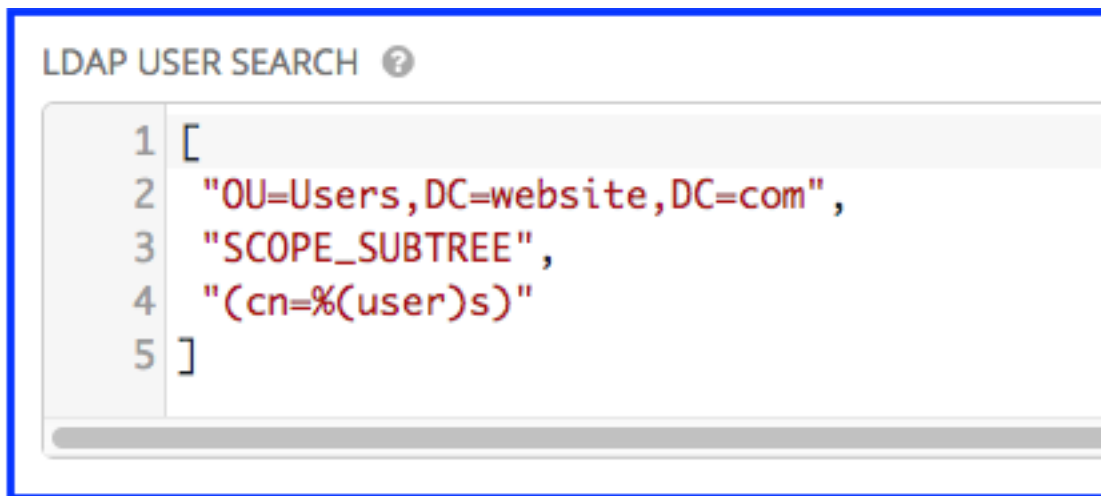 LDAP USER SEARCH ?
1 [
2 "OU=Users,DC=website,DC=com",
3 "SCOPE_SUBTREE",
4 "(cn=%(user)s)"
5 ]